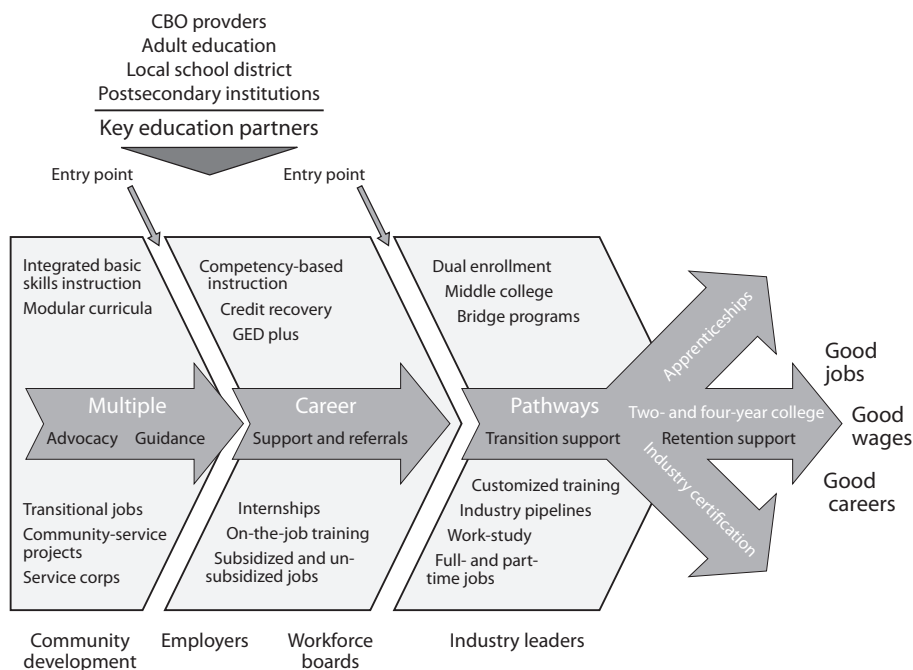 CBO provders
Adult education
Local school district
Postsecondary institutions
Key education partners
Entry point
Entry point
Integrated basic
skills instruction
Modular curricula
Competency-based
instruction
Credit recovery
GED plus
Dual enrollment
Middle college
Bridge programs
Multiple
Advocacy Guidance
Career
Support and referrals
Pathways
Transition support
Apprenticeships
Two- and four-year college
Retention support
Industry certification
Good
jobs
Good
wages
Good
careers
Transitional jobs
Community-service
projects
Service corps
Internships
On-the-job training
Subsidized and un-
subsidized jobs
Customized training
Industry pipelines
Work-study
Full- and part-
time jobs
Community
development
Employers
Workforce
boards
Industry leaders